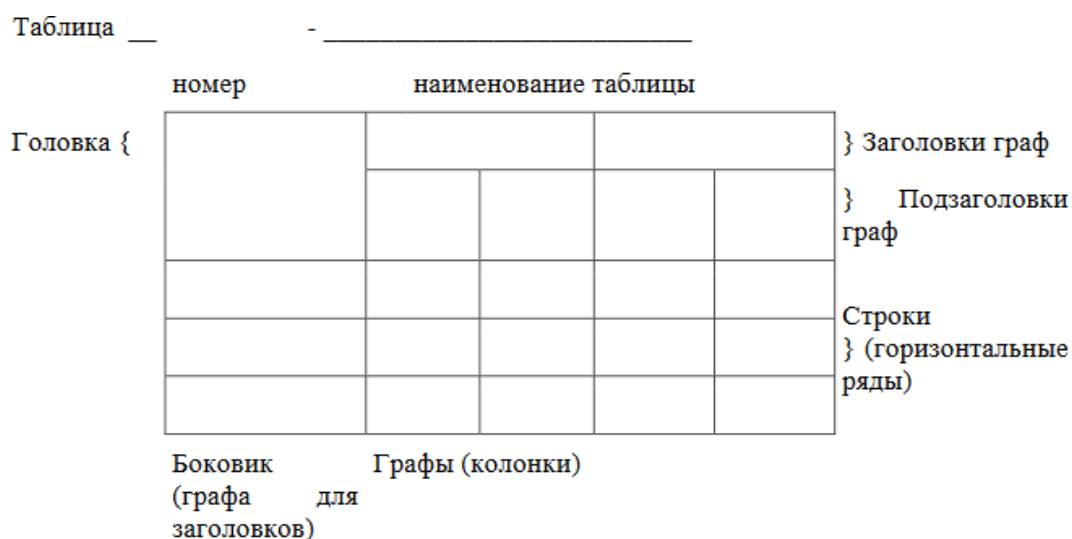 Таблица __ - __________________________
номер наименование таблицы
Головка { } Заголовки граф
} Подзаголовки
граф
Строки
} (горизонтальные
ряды)
Боковик Графы (колонки)
(графа для
заголовков)